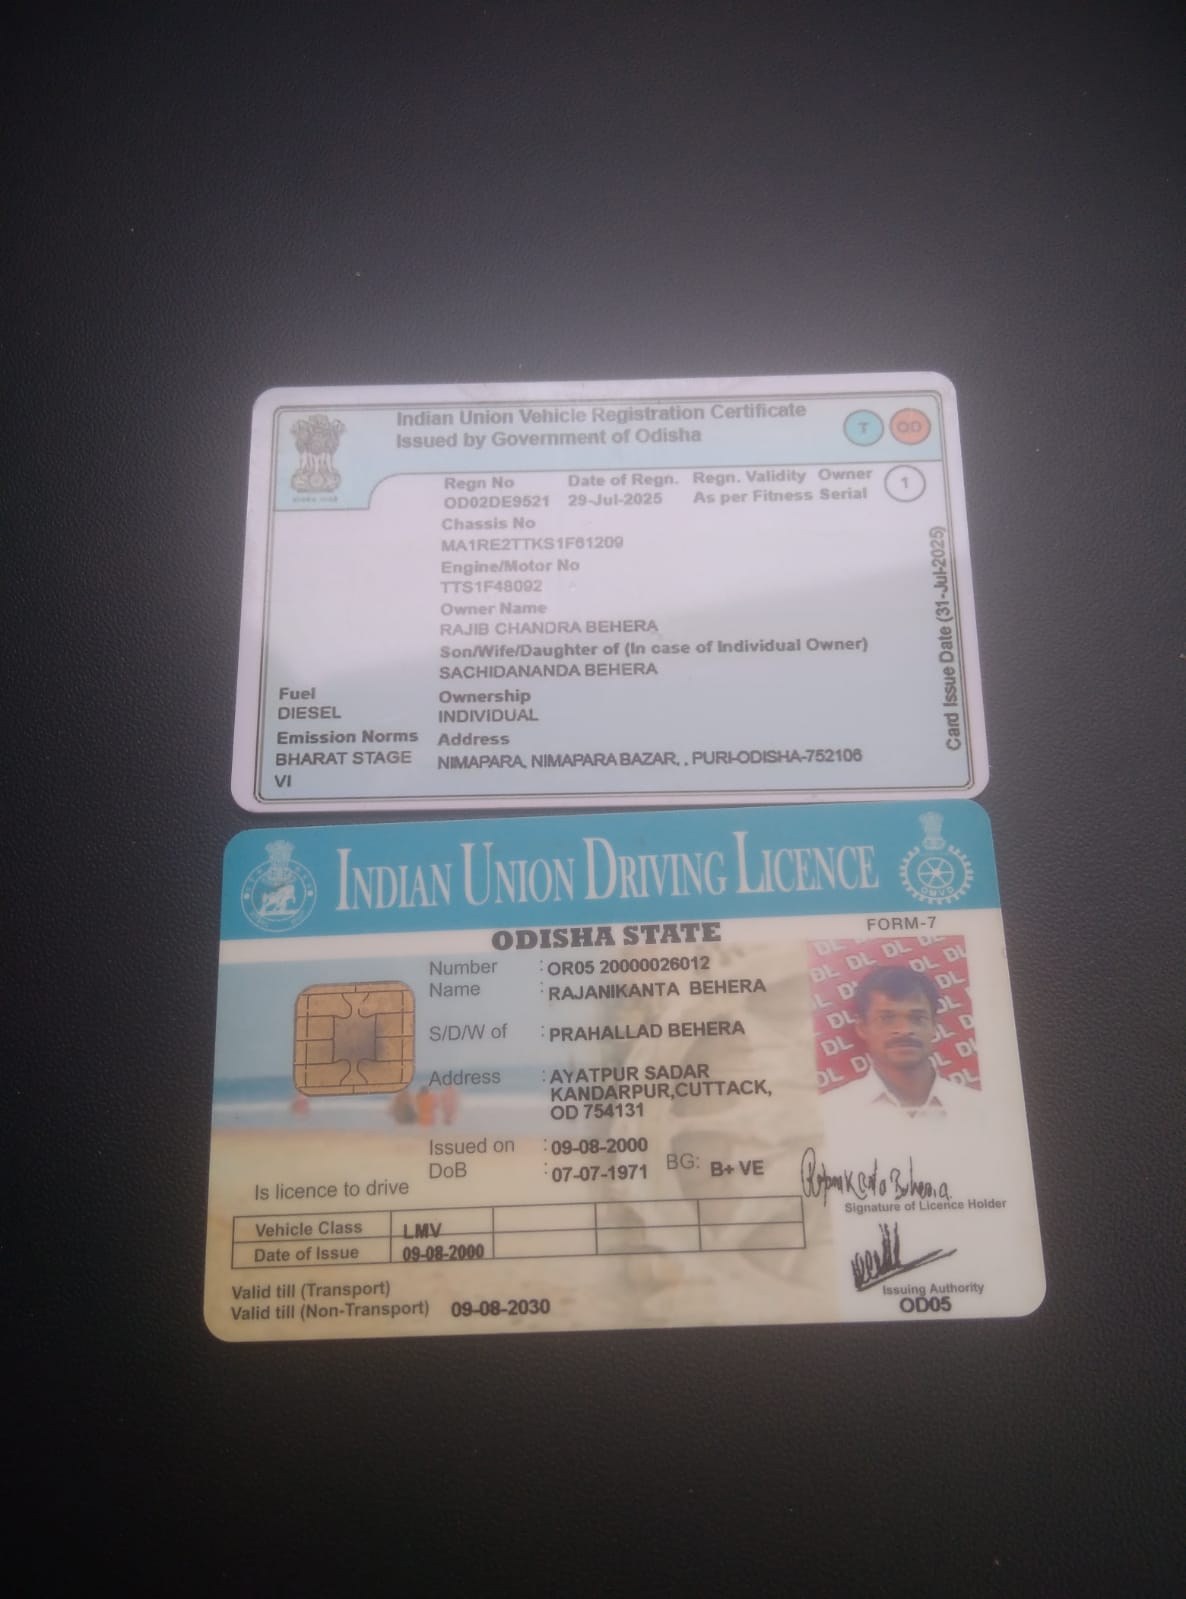 Indian Union Vehicle Registration Certificate
Issued by Government of Odisha
T OD
Regn No Date of Regn. Regn. Validity Owner
OD02DE9521 29-Jul-2025 As per Fitness Serial 1
Chassis No
MA1RE2TTKS1F61209
Engine/Motor No
TTS1F48092
Owner Name
RAJIB CHANDRA BEHERA
Son/Wife/Daughter of (In case of Individual Owner)
SACHIDANANDA BEHERA
Fuel Ownership
DIESEL INDIVIDUAL
Emission Norms Address
BHARAT STAGE NIMAPARA, NIMAPARA BAZAR, , PURI-ODISHA-752106
VI
Card Issue Date (31-Jul-2025)
INDIAN UNION DRIVING LICENCE
ODISHA STATE
FORM-7
Number : OR05 20000026012
Name : RAJANIKANTA BEHERA
S/D/W of : PRAHALLAD BEHERA
Address : AYATPUR SADAR
KANDARPUR,CUTTACK,
OD 754131
Issued on : 09-08-2000
DoB : 07-07-1971 BG: B+ VE
Is licence to drive
Vehicle Class LMV
Date of Issue 09-08-2000
Valid till (Transport)
Valid till (Non-Transport) 09-08-2030
Signature of Licence Holder
Issuing Authority
OD05